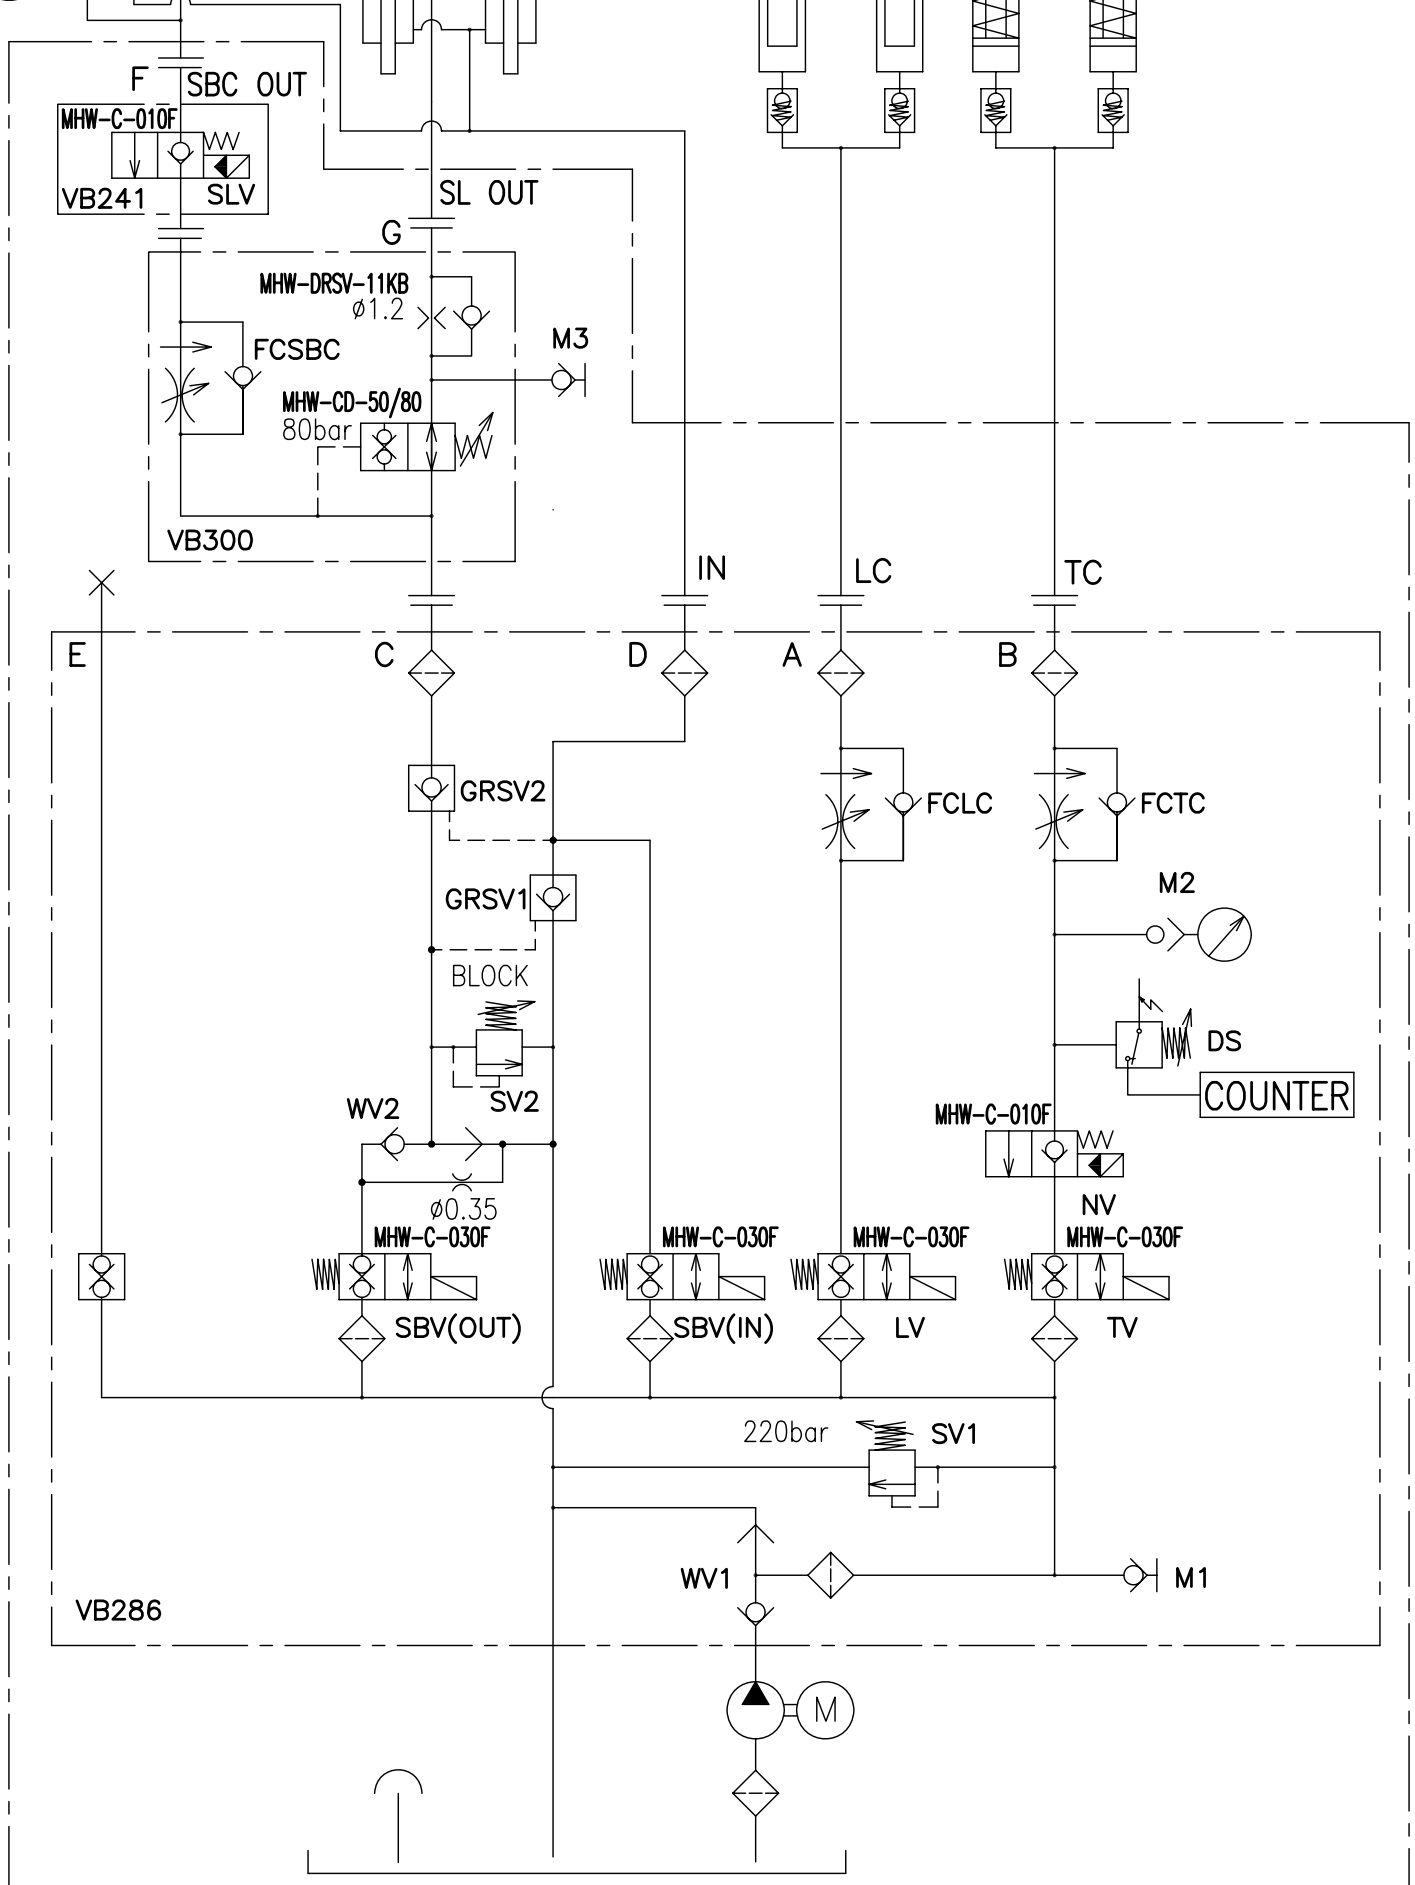 F SBC OUT
MHW-C-010F
VB241 SLV
SL OUT
G
MHW-DRSV-11KB
ϕ1.2
FCSBC
M3
MHW-CD-50/80
80bar
VB300
IN
LC
TC
E
C
D
A
B
GRSV2
FCLC
FCTC
M2
GRSV1
BLOCK
DS
COUNTER
SV2
WV2
MHW-C-010F
ϕ0.35
NV
MHW-C-030F
MHW-C-030F
MHW-C-030F
MHW-C-030F
SBV(OUT)
SBV(IN)
LV
TV
220bar
SV1
WV1
M1
VB286
M